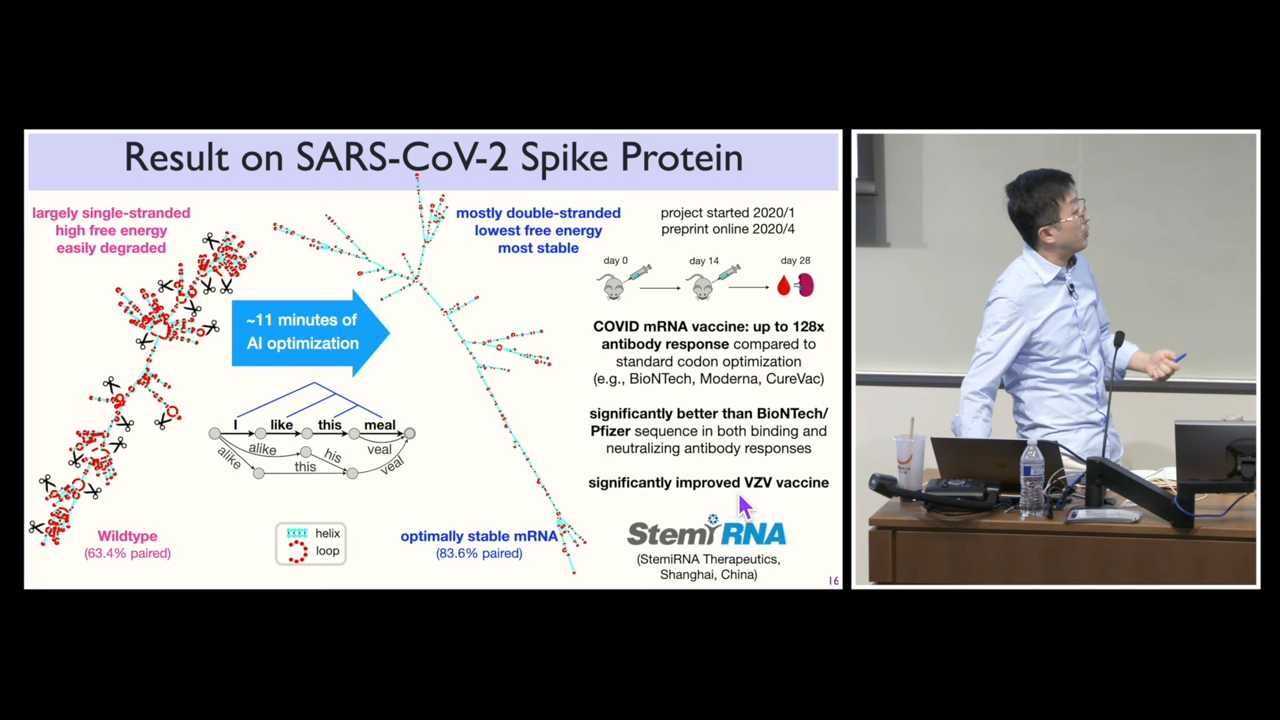 Result on SARS-CoV-2 Spike Protein
largely single-stranded
high free energy
easily degraded
mostly double-stranded
lowest free energy
most stable
project started 2020/1
preprint online 2020/4
day 0
day 14
day 28
~11 minutes of
AI optimization
COVID mRNA vaccine: up to 128x
antibody response compared to
standard codon optimization
(e.g., BioNTech, Moderna, CureVac)
I like this meal
alike his veal
alike this veal
significantly better than BioNTech/
Pfizer sequence in both binding and
neutralizing antibody responses
significantly improved VZV vaccine
Wildtype
(63.4% paired)
helix
loop
optimally stable mRNA
(83.6% paired)
StemiRNA
(StemiRNA Therapeutics,
Shanghai, China)
16